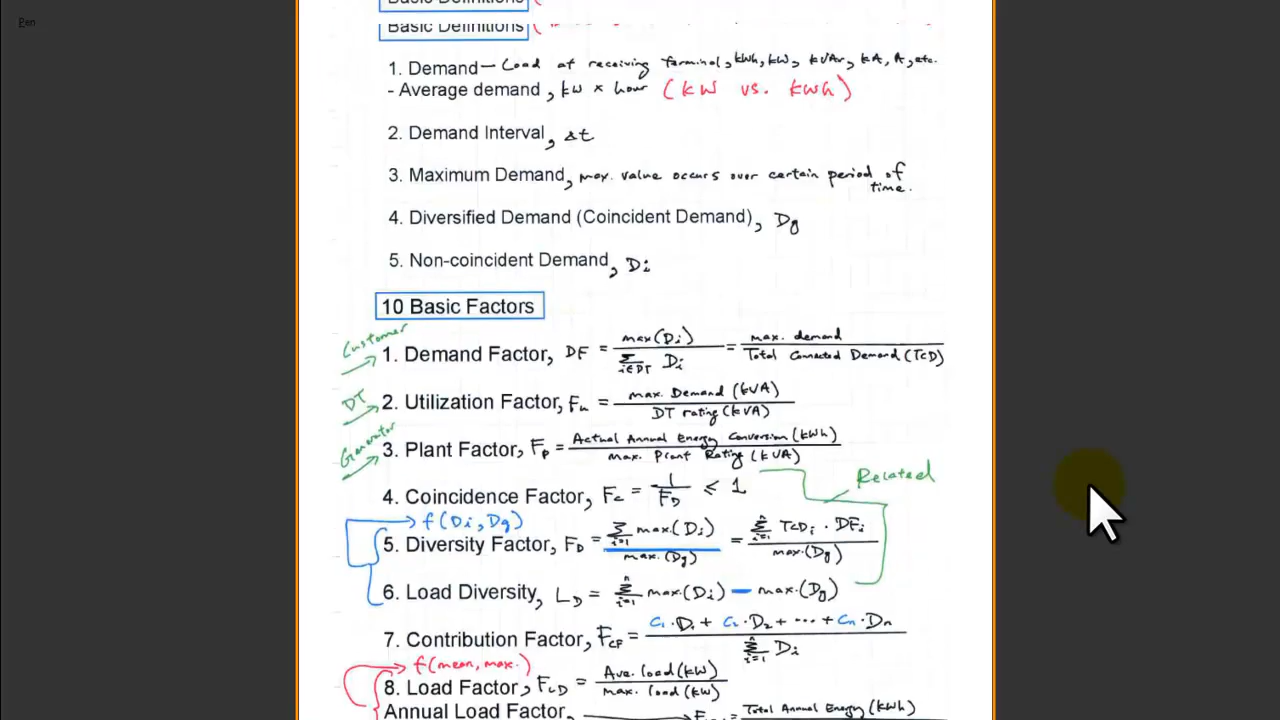 Pen
Basic Definitions (
Basic Definitions (
1. Demand — Load at receiving terminal, kWh, kW, kVAr, kA, A, etc.
- Average demand, kW × hour (kW vs. kWh)
2. Demand Interval, Δt
3. Maximum Demand, max. value occurs over certain period of
time.
4. Diversified Demand (Coincident Demand), Dg
5. Non-coincident Demand, Di
10 Basic Factors
Customer
1. Demand Factor, DF = max(Di) / Σ i∈DT Di = max. demand / Total Connected Demand (TCD)
DT
2. Utilization Factor, Fu = max. Demand (kVA) / DT rating (kVA)
Generator
3. Plant Factor, Fp = Actual Annual Energy Conversion (kWh) / max. Plant Rating (kVA)
4. Coincidence Factor, Fc = 1 / FD ≤ 1
Related
f(Di, Dg)
5. Diversity Factor, FD = Σ i=1 n max.(Di) / max.(Dg) = Σ i=1 n TCDi · DFi / max.(Dg)
6. Load Diversity, LD = Σ i=1 n max.(Di) − max.(Dg)
7. Contribution Factor, FCF = C1·D1 + C2·D2 + ··· + Cn·Dn / Σ i=1 n Di
f(mean, max.)
8. Load Factor, FLD = Ave. load (kW) / max. load (kW)
Annual Load Factor, Total Annual Energy (kWh)